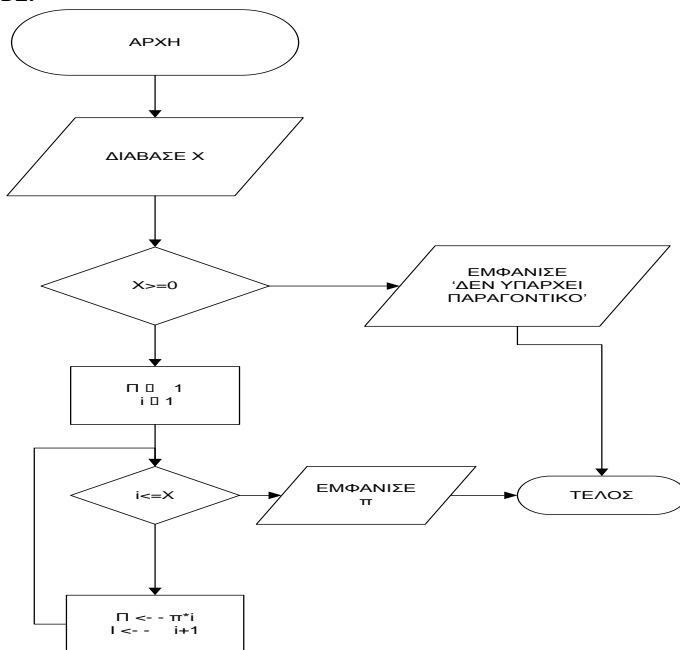 ΑΡΧΗ
ΔΙΑΒΑΣΕ Χ
Χ>=0
ΕΜΦΑΝΙΣΕ
‘ΔΕΝ ΥΠΑΡΧΕΙ
ΠΑΡΑΓΟΝΤΙΚΟ’
Π 1
i 1
i<=X
ΕΜΦΑΝΙΣΕ
π
ΤΕΛΟΣ
Π <- - π*i
Ι <- - i+1